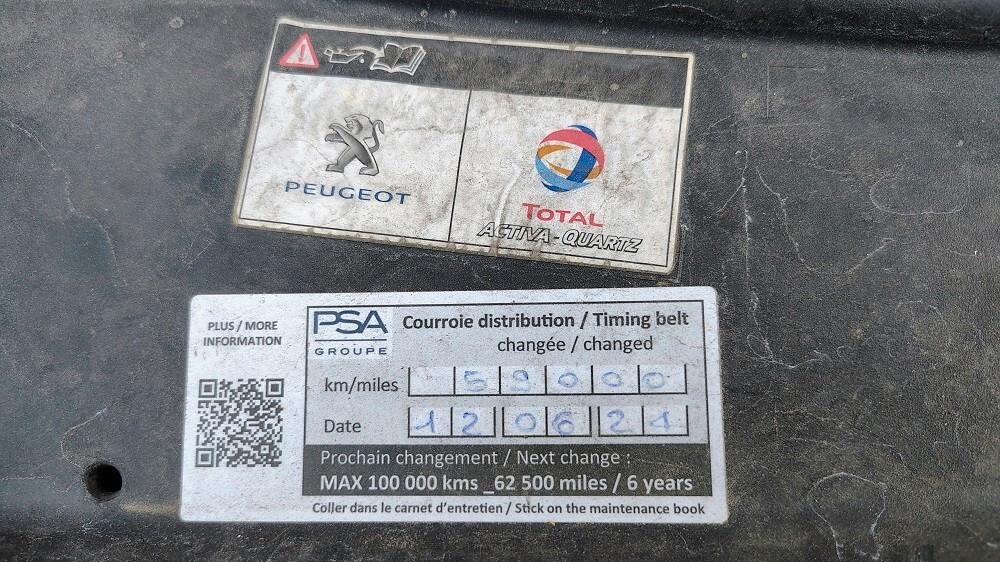 PEUGEOT
TOTAL
ACTIVA - QUARTZ
PLUS / MORE
INFORMATION
PSA
GROUPE
Courroie distribution / Timing belt
changée / changed
km/miles 59000
Date 12 06 21
Prochain changement / Next change :
MAX 100 000 kms _62 500 miles / 6 years
Coller dans le carnet d'entretien / Stick on the maintenance book